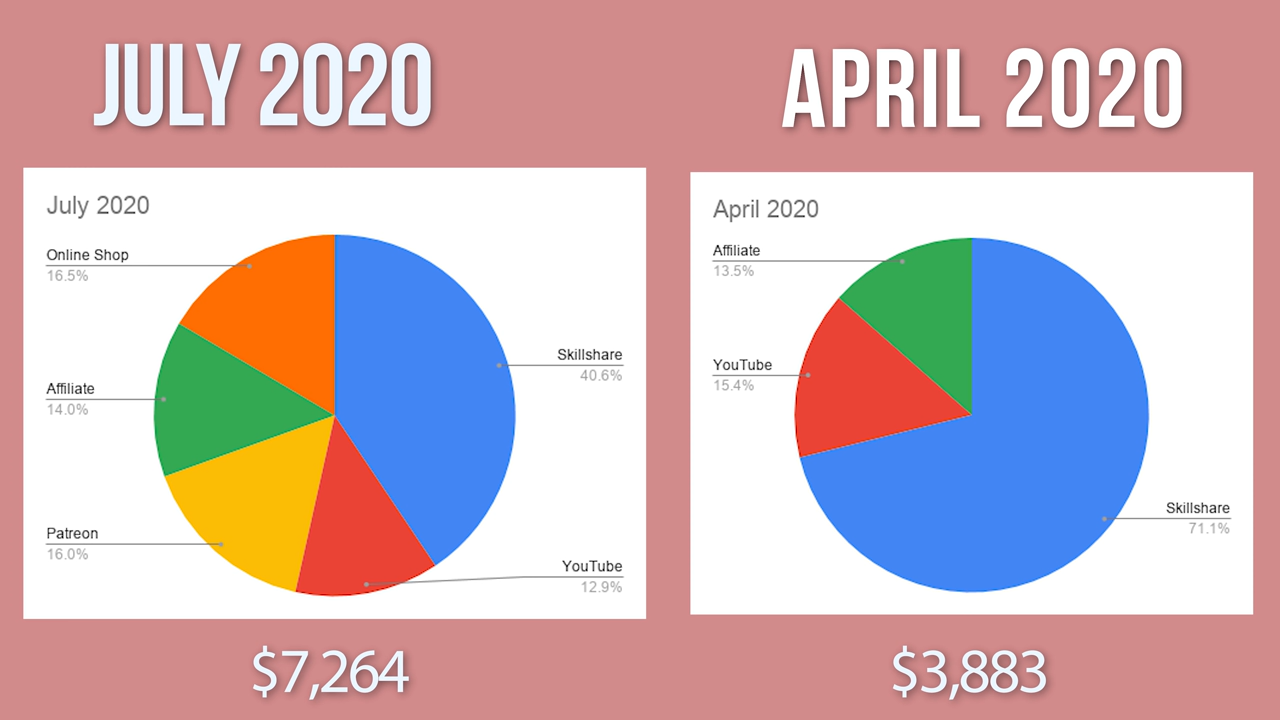 JULY 2020
APRIL 2020
July 2020
Online Shop
16.5%
Skillshare
40.6%
Affiliate
14.0%
Patreon
16.0%
YouTube
12.9%
$7,264
April 2020
Affiliate
13.5%
YouTube
15.4%
Skillshare
71.1%
$3,883